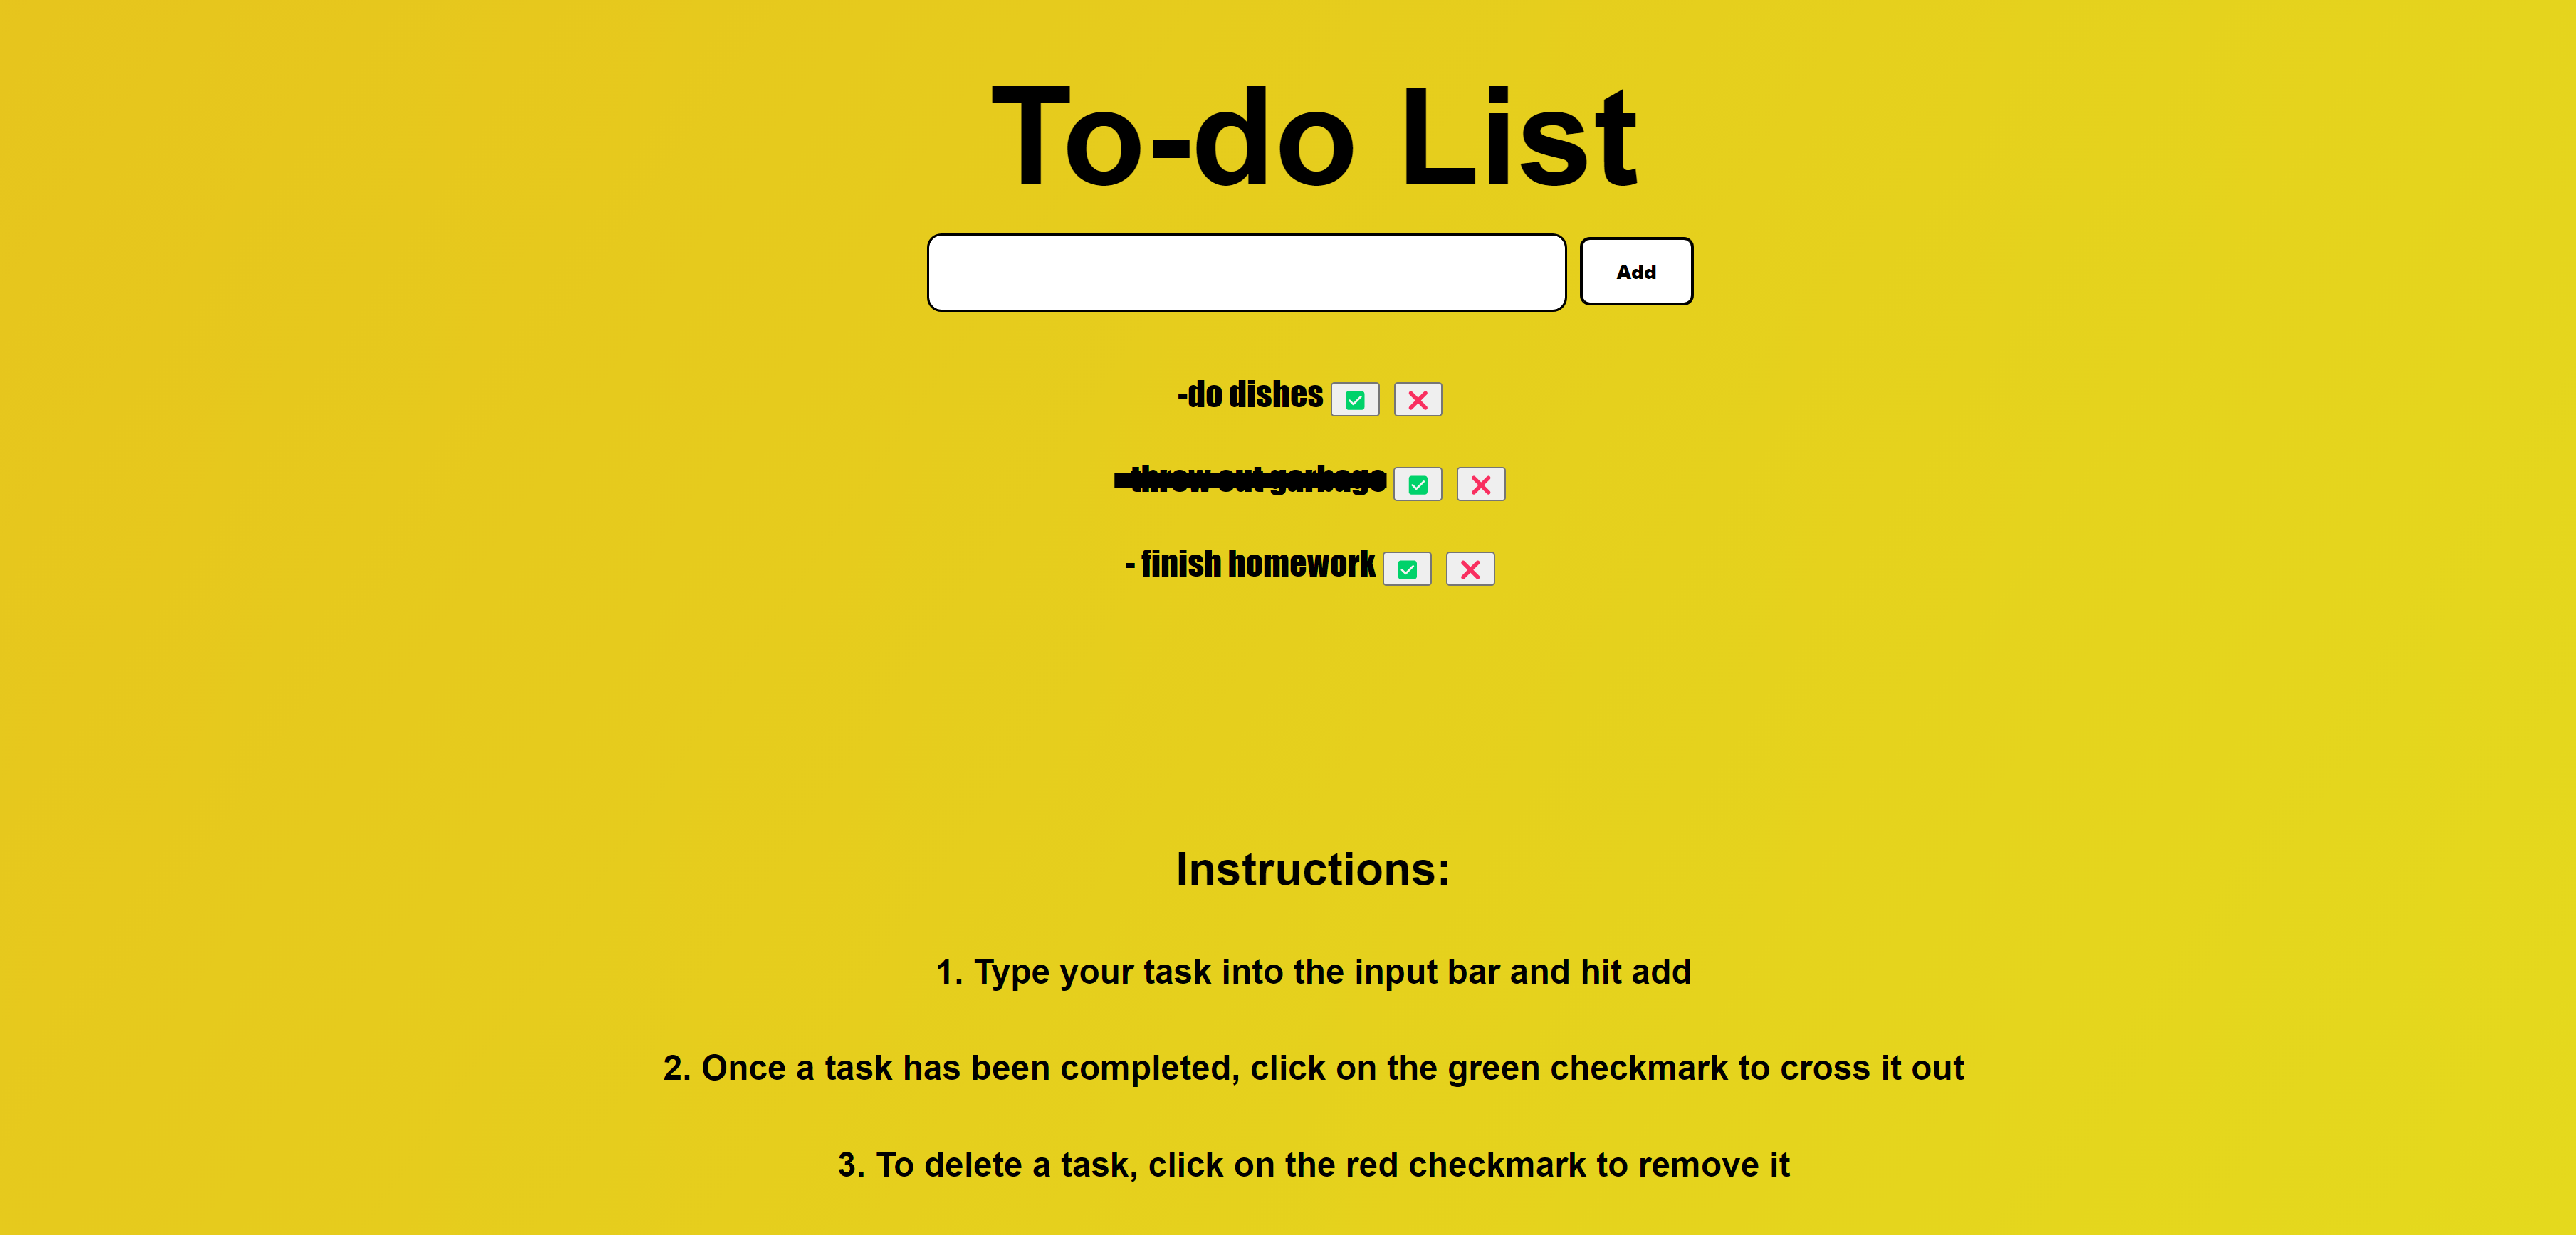 To-do List
Add
-do dishes
- throw out garbage
- finish homework
Instructions:
1. Type your task into the input bar and hit add
2. Once a task has been completed, click on the green checkmark to cross it out
3. To delete a task, click on the red checkmark to remove it